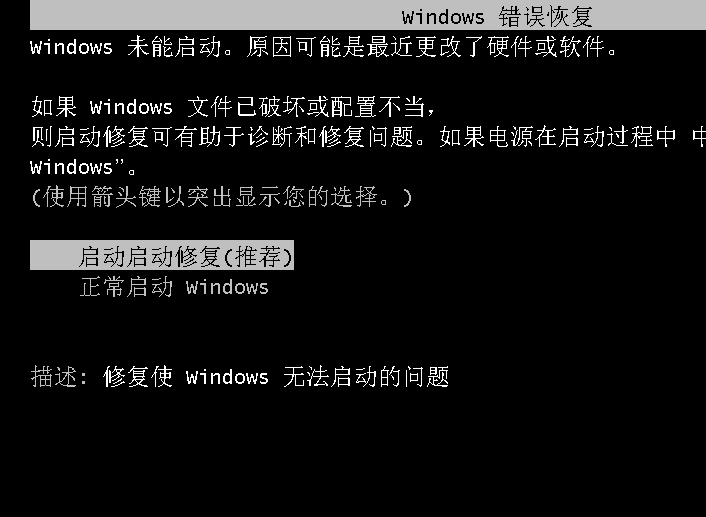 Windows 错误恢复
Windows 未能启动。原因可能是最近更改了硬件或软件。
如果 Windows 文件已破坏或配置不当，
则启动修复可有助于诊断和修复问题。如果电源在启动过程中 中
Windows”。
(使用箭头键以突出显示您的选择。)
启动启动修复(推荐)
正常启动 Windows
描述: 修复使 Windows 无法启动的问题